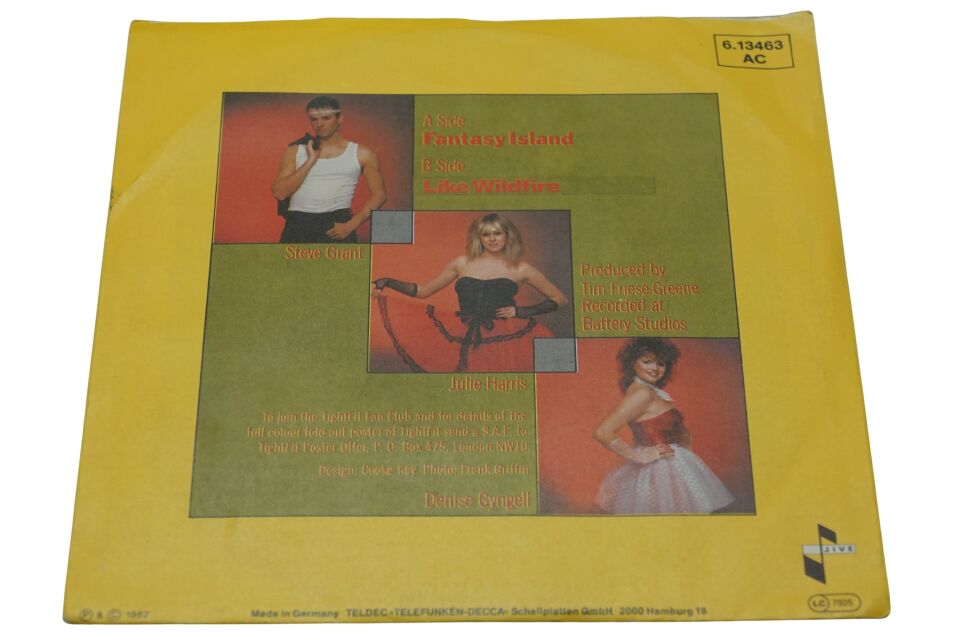 6.13463
AC
A Side
Fantasy Island
B Side
Like Wildfire
Steve Grant
Produced by
Tim Friese-Greene
Recorded at
Battery Studios
Julie Harris
To join the Tight Fit Fan Club and for details of the
full colour fold-out poster of Tight Fit send a S.A.E. to
Tight Fit Poster Offer, P. O. Box 475, London NW10
Design: Cooke Key Photo: Frank Griffin
Denise Gyngell
JIVE
LC 7925
℗ & © 1982
Made in Germany · TELDEC »TELEFUNKEN-DECCA« Schallplatten GmbH 2000 Hamburg 19